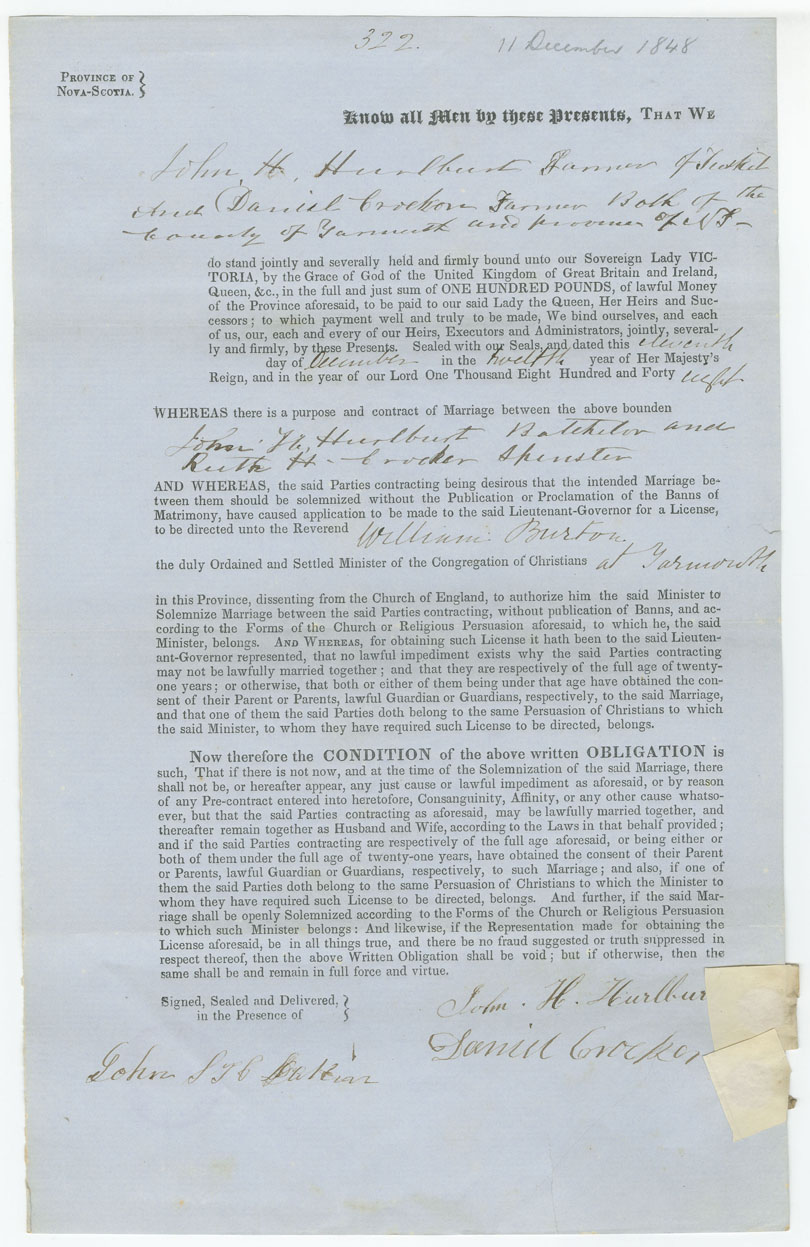 322.
11 December 1848
PROVINCE OF
NOVA-SCOTIA.
Know all Men by these Presents, THAT WE
John H. Hurlburt Farmer of Tusket
And Daniel Crocker Farmer Both of the
County of Yarmouth and province of NS
do stand jointly and severally held and firmly bound unto our Sovereign Lady VIC-
TORIA, by the Grace of God of the United Kingdom of Great Britain and Ireland,
Queen, &c., in the full and just sum of ONE HUNDRED POUNDS, of lawful Money
of the Province aforesaid, to be paid to our said Lady the Queen, Her Heirs and Suc-
cessors; to which payment well and truly to be made, We bind ourselves, and each
of us, our, each and every of our Heirs, Executors and Administrators, jointly, several-
ly and firmly, by these Presents. Sealed with our Seals, and dated this eleventh
day of December in the twelfth year of Her Majesty's
Reign, and in the year of our Lord One Thousand Eight Hundred and Forty eight
WHEREAS there is a purpose and contract of Marriage between the above bounden
John H. Hurlburt Batchelor and
Ruth H. Crocker Spinster
AND WHEREAS, the said Parties contracting being desirous that the intended Marriage be-
tween them should be solemnized without the Publication or Proclamation of the Banns of
Matrimony, have caused application to be made to the said Lieutenant-Governor for a License,
to be directed unto the Reverend William Burton
the duly Ordained and Settled Minister of the Congregation of Christians at Yarmouth
in this Province, dissenting from the Church of England, to authorize him the said Minister to
Solemnize Marriage between the said Parties contracting, without publication of Banns, and ac-
cording to the Forms of the Church or Religious Persuasion aforesaid, to which he, the said
Minister, belongs. AND WHEREAS, for obtaining such License it hath been to the said Lieuten-
ant-Governor represented, that no lawful impediment exists why the said Parties contracting
may not be lawfully married together; and that they are respectively of the full age of twenty-
one years; or otherwise, that both or either of them being under that age have obtained the con-
sent of their Parent or Parents, lawful Guardian or Guardians, respectively, to the said Marriage,
and that one of them the said Parties doth belong to the same Persuasion of Christians to which
the said Minister, to whom they have required such License to be directed, belongs.
Now therefore the CONDITION of the above written OBLIGATION is
such, That if there is not now, and at the time of the Solemnization of the said Marriage, there
shall not be, or hereafter appear, any just cause or lawful impediment as aforesaid, or by reason
of any Pre-contract entered into heretofore, Consanguinity, Affinity, or any other cause whatso-
ever, but that the said Parties contracting as aforesaid, may be lawfully married together, and
thereafter remain together as Husband and Wife, according to the Laws in that behalf provided;
and if the said Parties contracting are respectively of the full age aforesaid, or being either or
both of them under the full age of twenty-one years, have obtained the consent of their Parent
or Parents, lawful Guardian or Guardians, respectively, to such Marriage; and also, if one of
them the said Parties doth belong to the same Persuasion of Christians to which the Minister to
whom they have required such License to be directed, belongs. And further, if the said Mar-
riage shall be openly Solemnized according to the Forms of the Church or Religious Persuasion
to which such Minister belongs: And likewise, if the Representation made for obtaining the
License aforesaid, be in all things true, and there be no fraud suggested or truth suppressed in
respect thereof, then the above Written Obligation shall be void; but if otherwise, then the
same shall be and remain in full force and virtue.
Signed, Sealed and Delivered,
in the Presence of
John . H. Hurlbur
Daniel Crocker
John